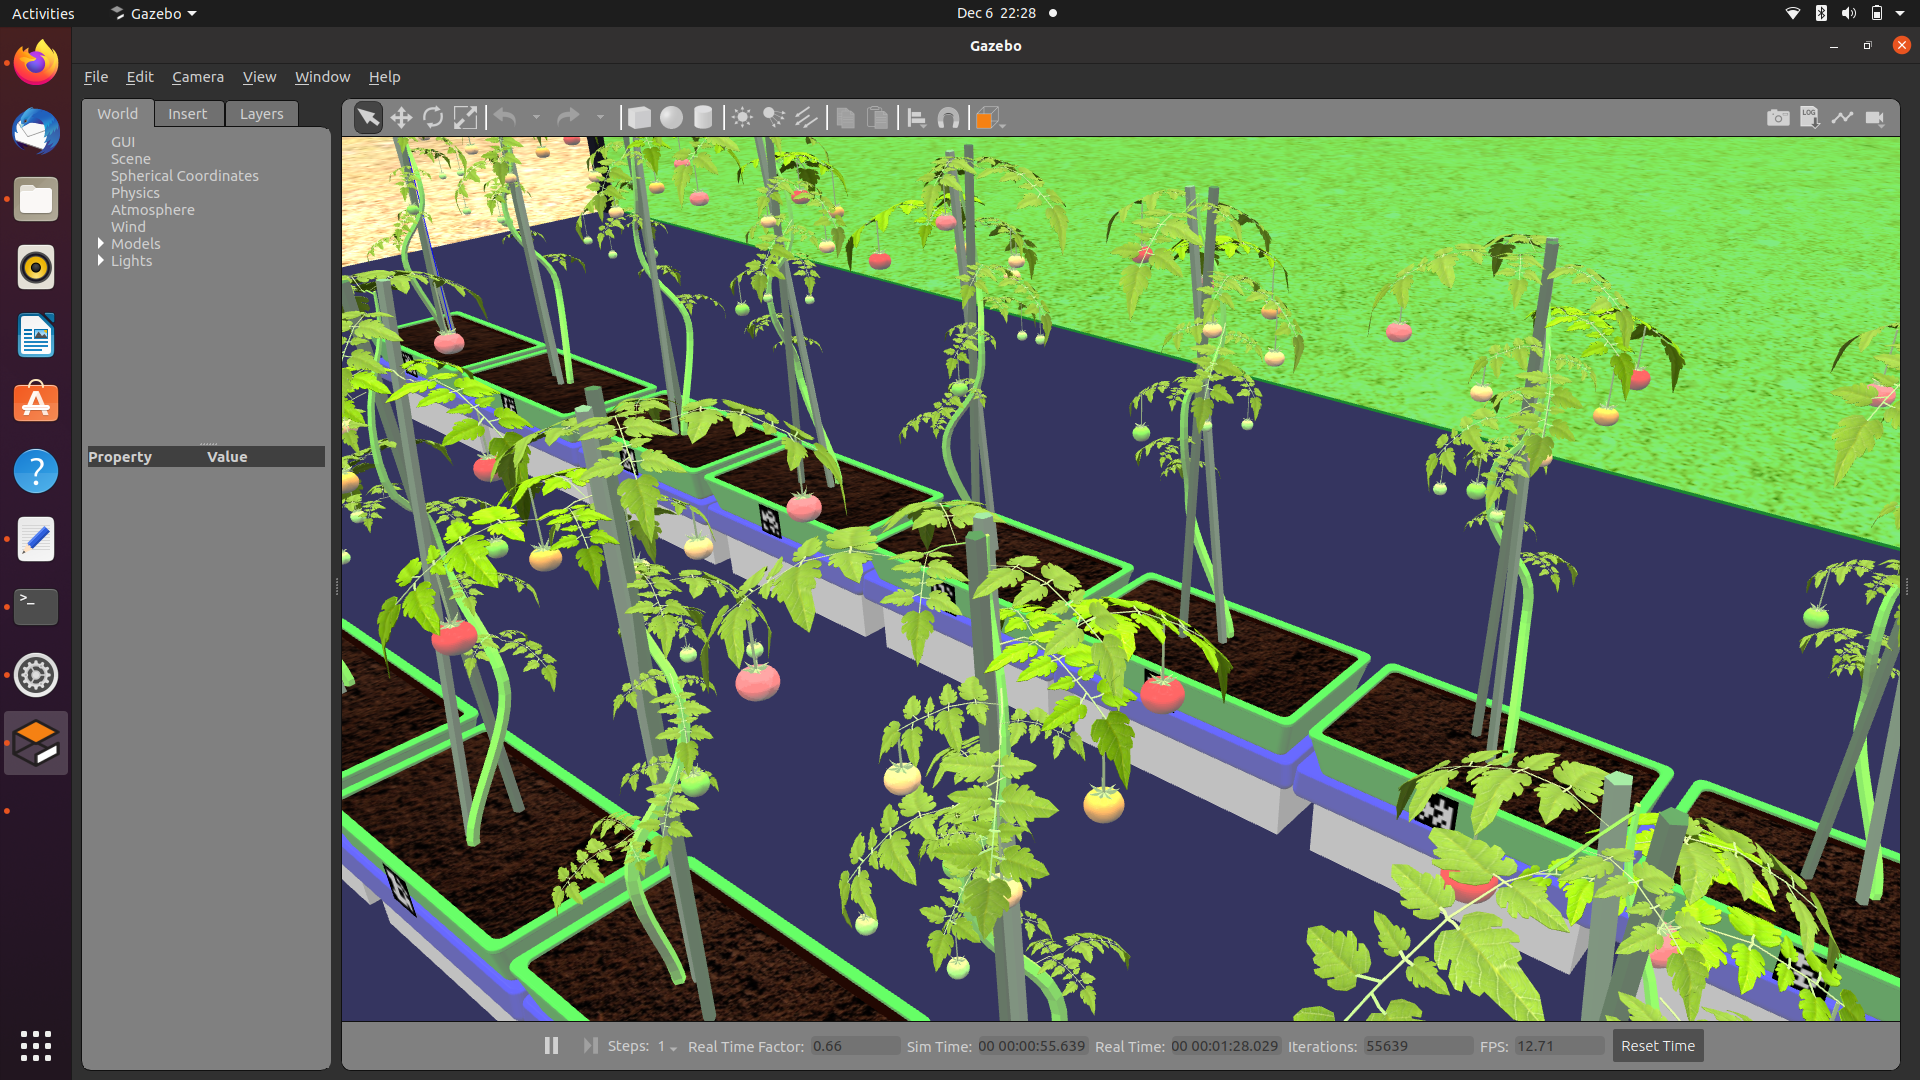 Activities Gazebo Dec 6 22:28
Gazebo
File Edit Camera View Window Help
World Insert Layers
LOG
GUI
Scene
Spherical Coordinates
Physics
Atmosphere
Wind
Models
Lights
Property Value
Steps: 1 Real Time Factor: 0.66 Sim Time: 00 00:00:55.639 Real Time: 00 00:01:28.029 Iterations: 55639 FPS: 12.71 Reset Time